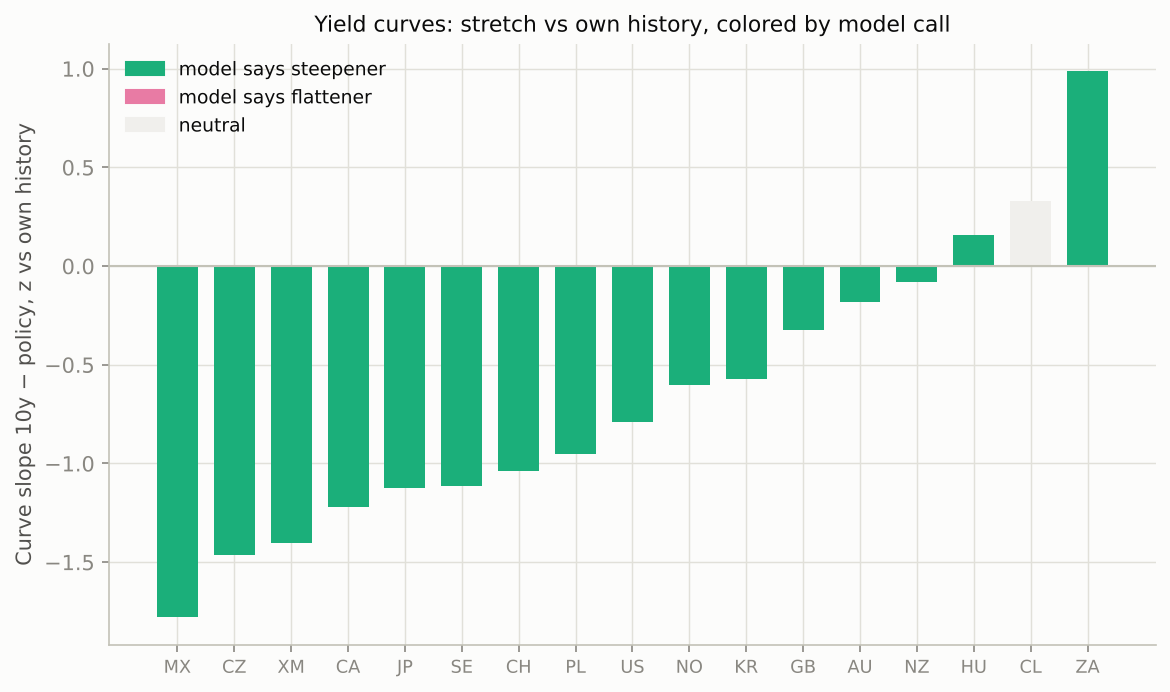 Yield curves: stretch vs own history, colored by model call
model says steepener
model says flattener
neutral
Curve slope 10y − policy, z vs own history
1.0
0.5
0.0
−0.5
−1.0
−1.5
MX CZ XM CA JP SE CH PL US NO KR GB AU NZ HU CL ZA